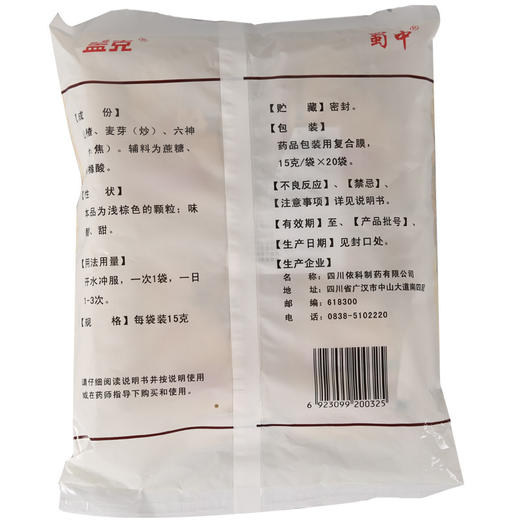 益克®
【成 份】
楂、麦芽（炒）、六神
焦）。辅料为蔗糖、
酸。
【性 状】
本品为浅棕色的颗粒；味
甜。
【用法用量】
开水冲服，一次1袋，一日
1-3次。
【规 格】每袋装15克
请仔细阅读说明书并按说明使用
或在药师指导下购买和使用。
蜀中®
【贮 藏】密封。
【包 装】
药品包装用复合膜，
15克/袋×20袋。
【不良反应】、【禁忌】、
【注意事项】详见说明书。
【有效期】至、【产品批号】、
【生产日期】见封口处。
【生产企业】
名 称：四川依科制药有限公司
地 址：四川省广汉市中山大道南四段
邮 编：618300
电 话：0838-5102220
6 923099 200325